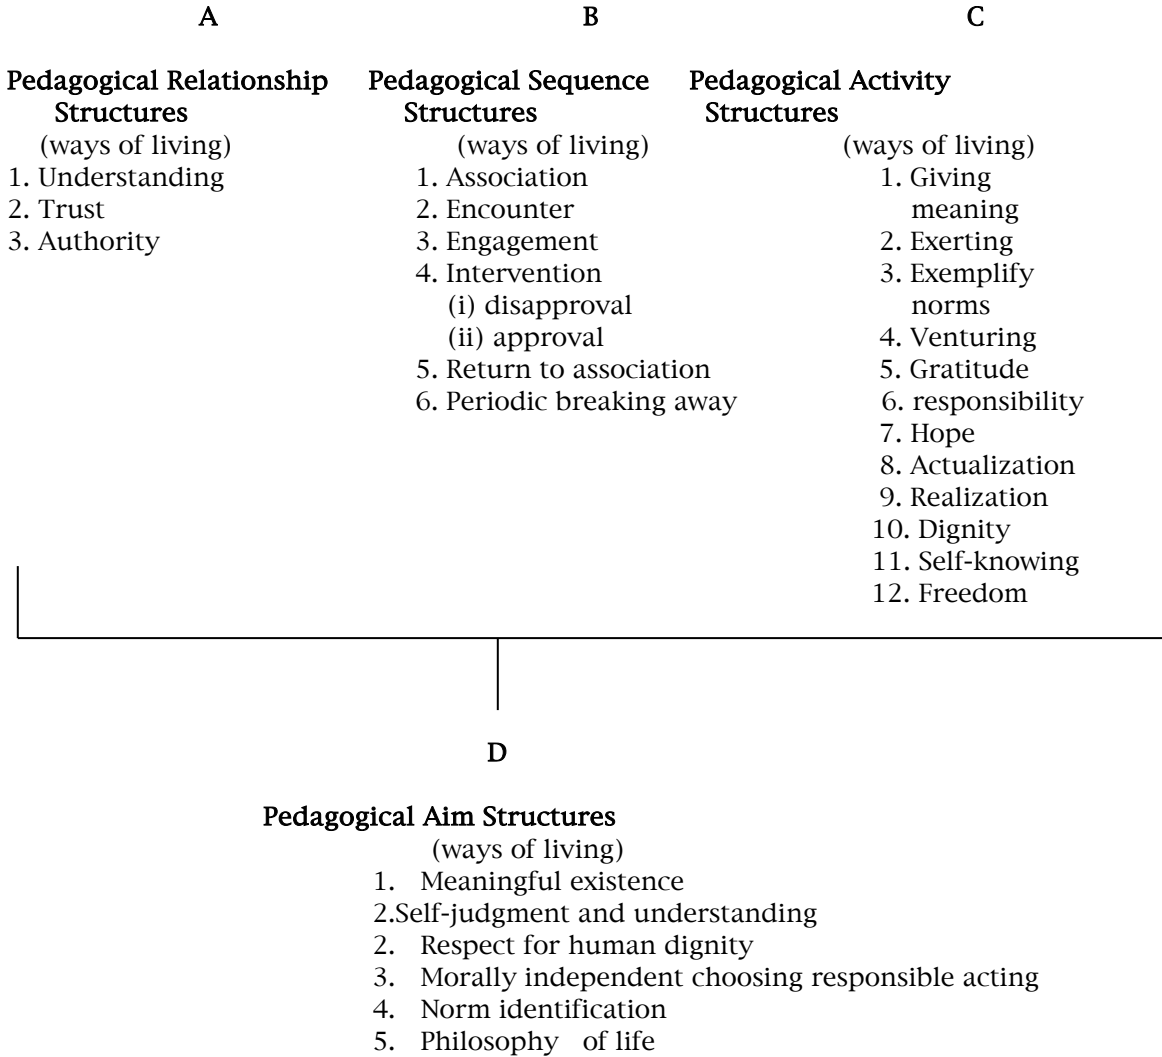 A
B
C
Pedagogical Relationship
Structures
(ways of living)
1. Understanding
2. Trust
3. Authority
Pedagogical Sequence
Structures
(ways of living)
1. Association
2. Encounter
3. Engagement
4. Intervention
(i) disapproval
(ii) approval
5. Return to association
6. Periodic breaking away
Pedagogical Activity
Structures
(ways of living)
1. Giving
meaning
2. Exerting
3. Exemplify
norms
4. Venturing
5. Gratitude
6. responsibility
7. Hope
8. Actualization
9. Realization
10. Dignity
11. Self-knowing
12. Freedom
D
Pedagogical Aim Structures
(ways of living)
1. Meaningful existence
2.Self-judgment and understanding
2. Respect for human dignity
3. Morally independent choosing responsible acting
4. Norm identification
5. Philosophy of life